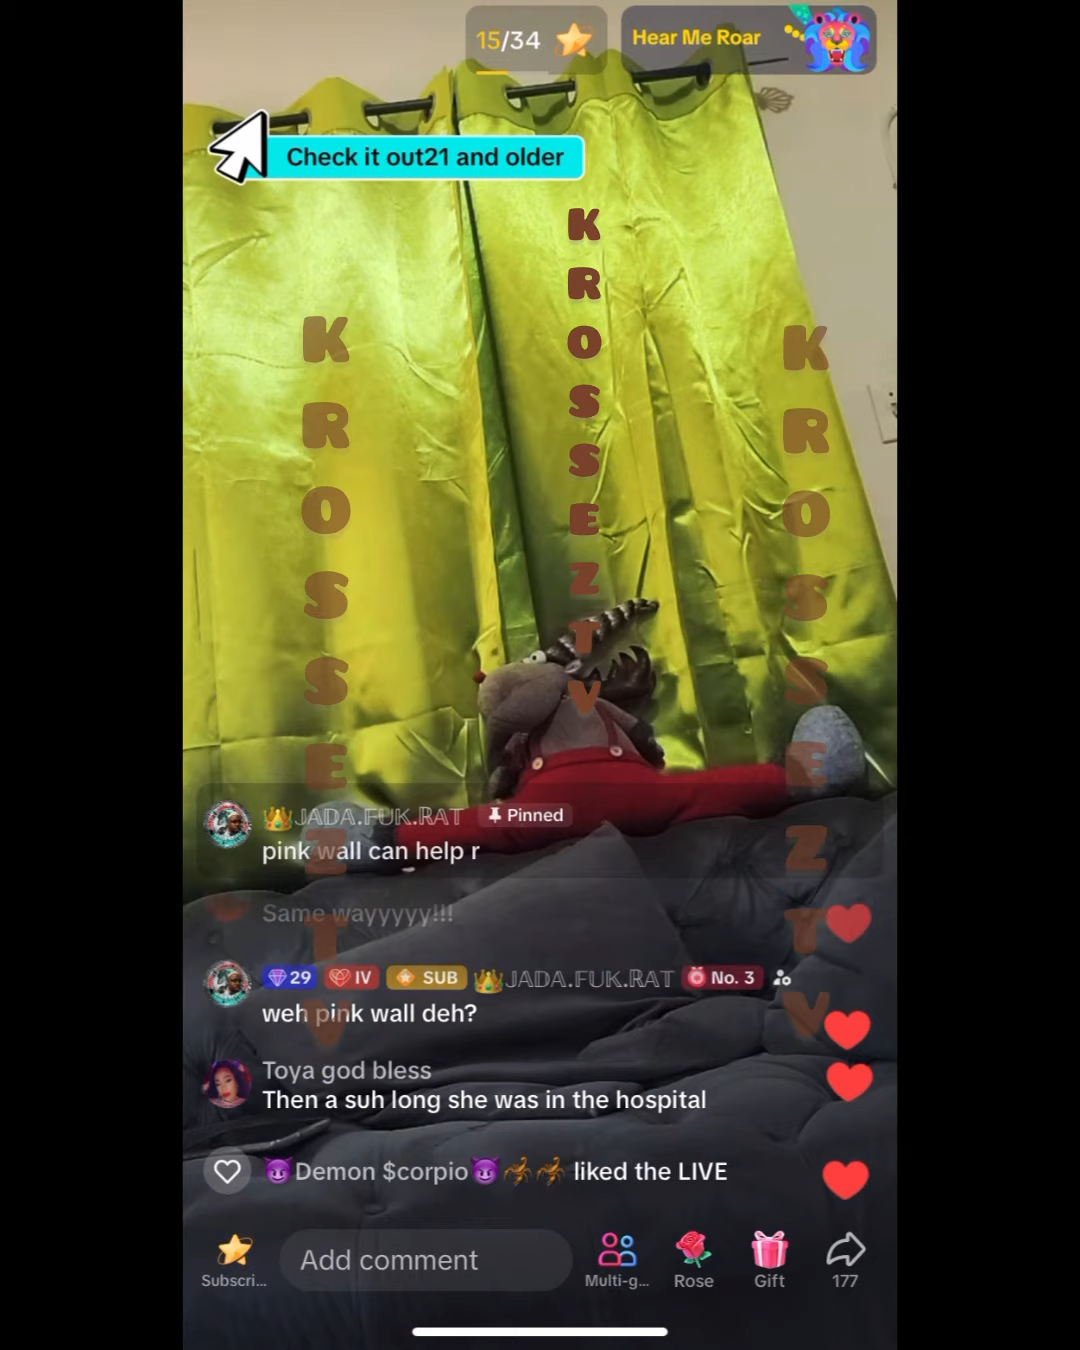 15/34
Hear Me Roar
Check it out21 and older
KROSSEZTV
KROSSEZTV
KROSSEZTV
👑JADA.FUK.RAT Pinned
pink wall can help r
Same wayyyyy!!!
29 IV SUB 👑JADA.FUK.RAT No. 3
weh pink wall deh?
Toya god bless
Then a suh long she was in the hospital
😈Demon $corpio😈🦂🦂 liked the LIVE
Add comment
Subscri... Multi-g... Rose Gift 177